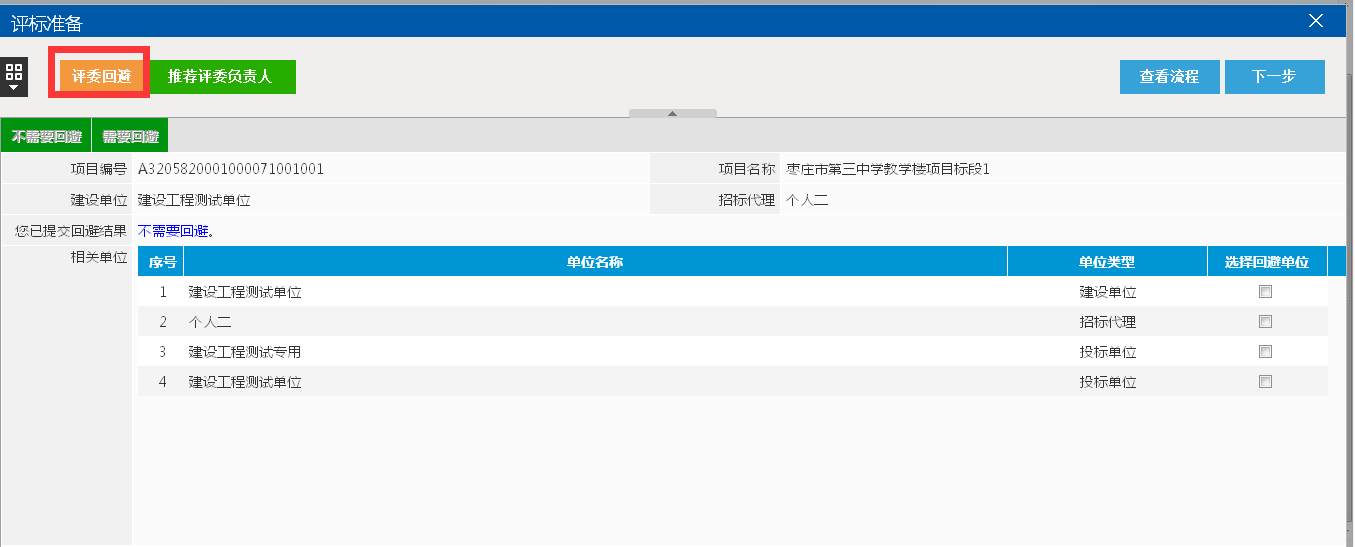 评标准备
评委回避 推荐评委负责人 查看流程 下一步
不需要回避 需要回避
项目编号 A3205820001000071001001 项目名称 枣庄市第三中学教学楼项目标段1
建设单位 建设工程测试单位 招标代理 个人二
您已提交回避结果 不需要回避。
相关单位 序号 单位名称 单位类型 选择回避单位
1 建设工程测试单位 建设单位
2 个人二 招标代理
3 建设工程测试专用 投标单位
4 建设工程测试单位 投标单位